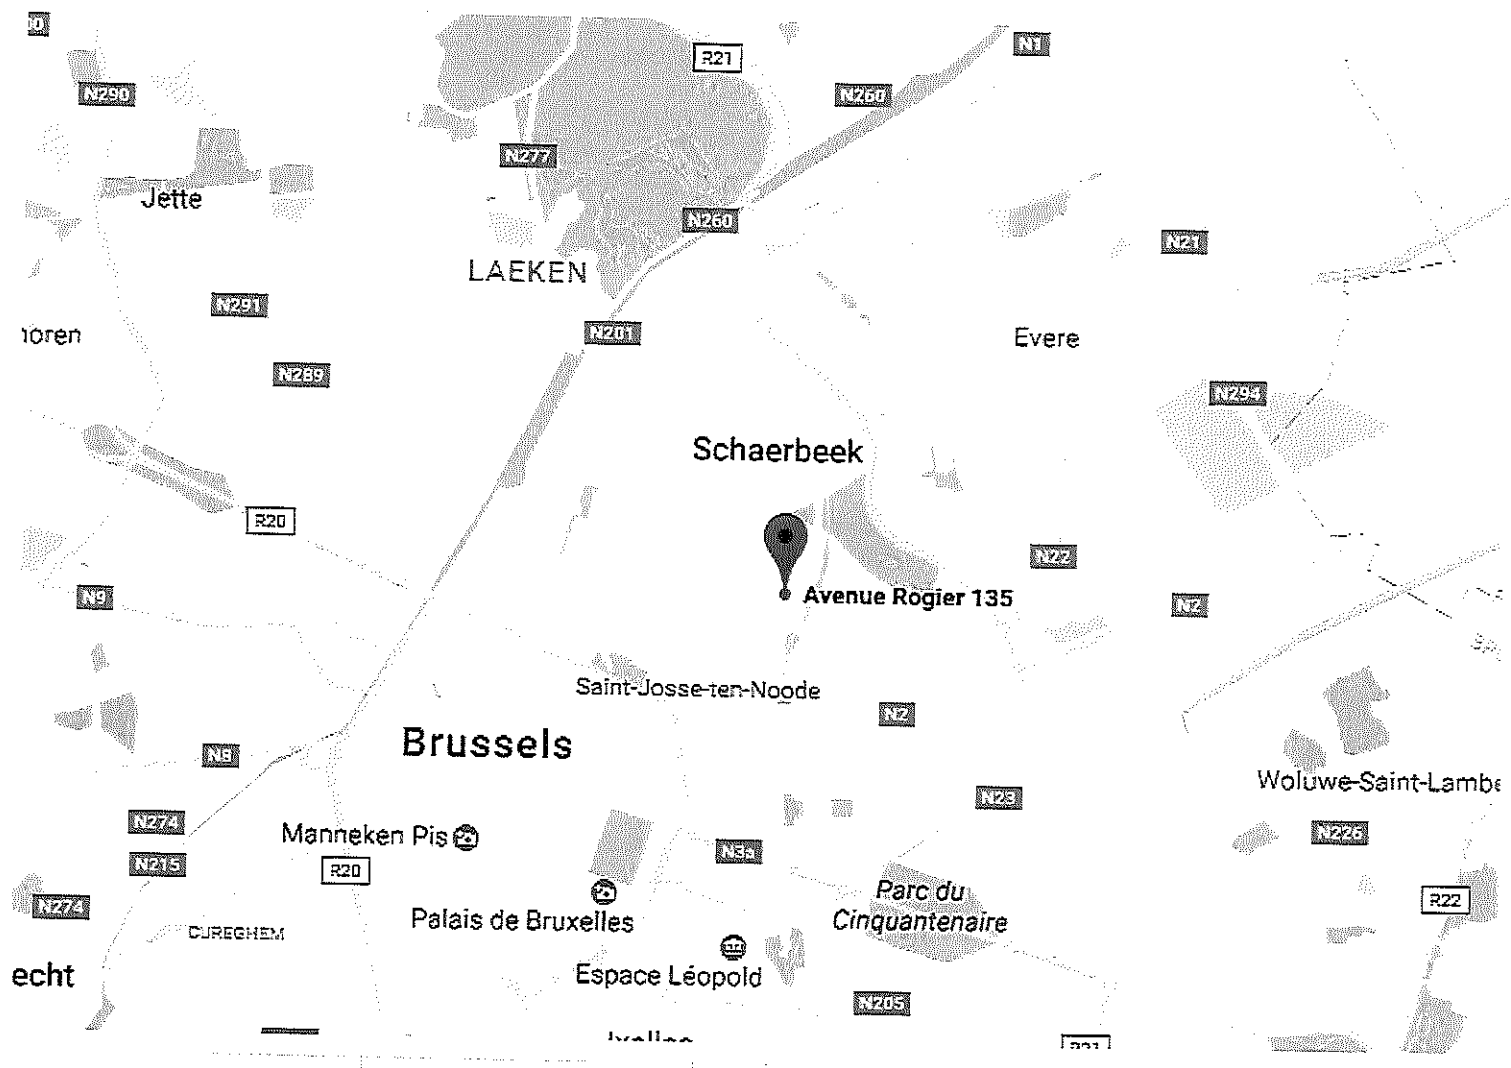 R21
N1
N290
N260
N277
Jette
N260
N21
LAEKEN
N291
N201
Evere
N289
N294
Schaerbeek
R20
N22
N9
Avenue Rogier 135
N2
Saint-Josse-ten-Noode
N2
Brussels
N8
Woluwe-Saint-Lambe
N23
N274
Manneken Pis
N226
N3a
N215
R20
Parc du
Cinquantenaire
R22
N274
Palais de Bruxelles
CUREGHEM
echt
Espace Léopold
N205